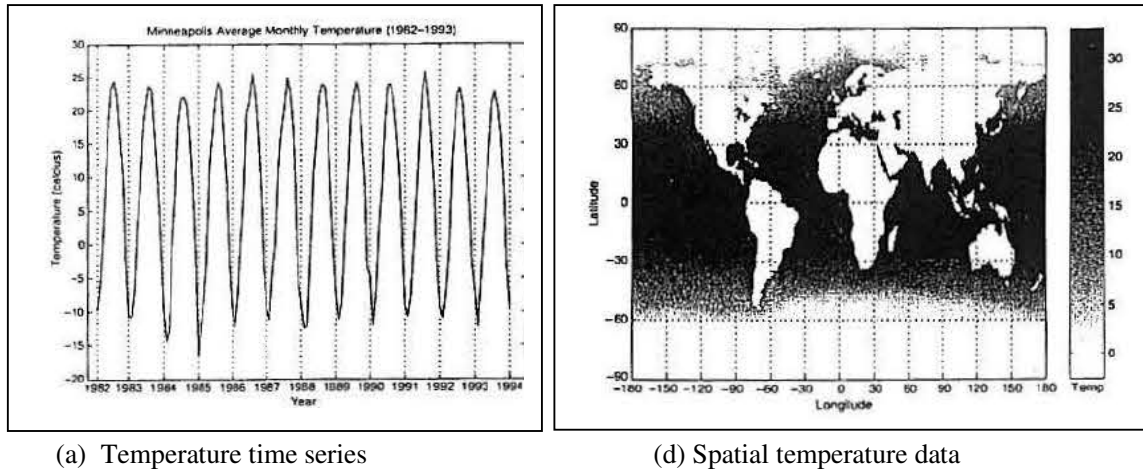 Minneapolis Average Monthly Temperature (1982–1993)
30
25
20
15
10
5
0
−5
−10
−15
−20
Temperature (celcius)
1982 1983 1984 1985 1986 1987 1988 1989 1990 1991 1992 1993 1994
Year
90
60
30
0
−30
−60
−90
Latitude
−180 −150 −120 −90 −60 −30 0 30 60 90 120 150 180
Longitude
30
25
20
15
10
5
0
Temp
(a) Temperature time series
(d) Spatial temperature data